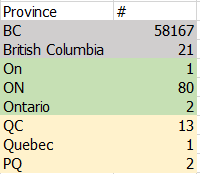 Province #
BC 58167
British Columbia 21
On 1
ON 80
Ontario 2
QC 13
Quebec 1
PQ 2